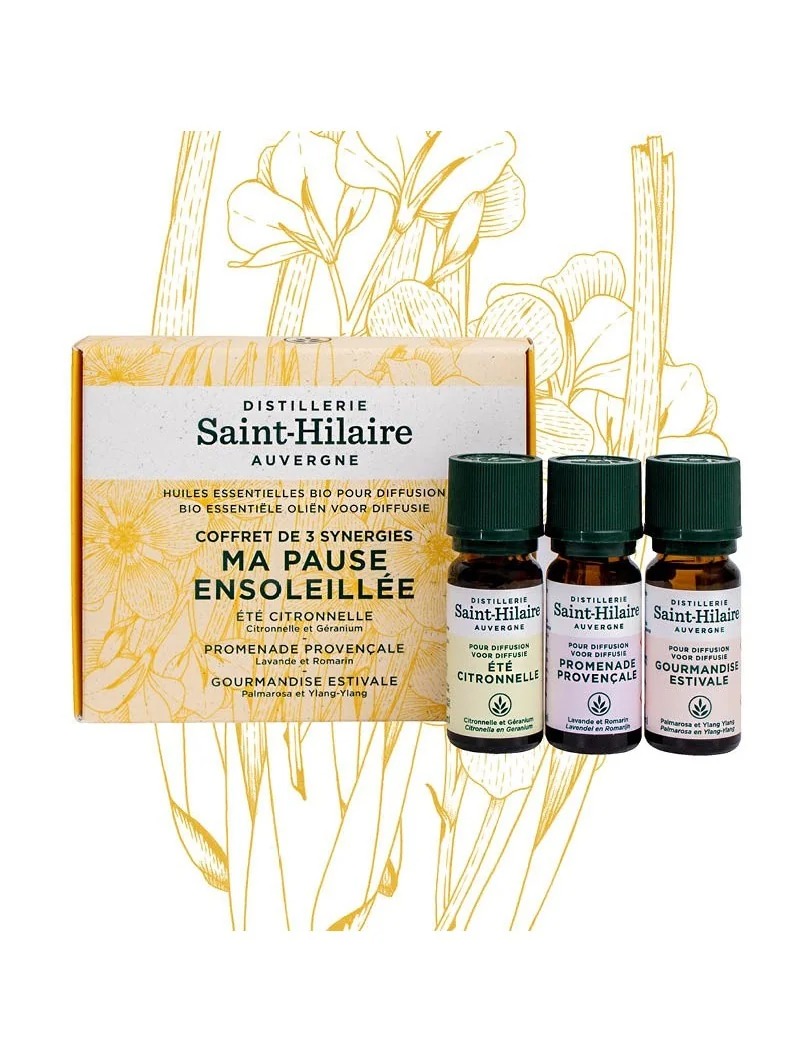 DISTILLERIE
Saint-Hilaire
AUVERGNE
HUILES ESSENTIELLES BIO POUR DIFFUSION
BIO ESSENTIËLE OLIËN VOOR DIFFUSIE
COFFRET DE 3 SYNERGIES
MA PAUSE
ENSOLEILLÉE
ÉTÉ CITRONNELLE
Citronnelle et Géranium
-
PROMENADE PROVENÇALE
Lavande et Romarin
-
GOURMANDISE ESTIVALE
Palmarosa et Ylang-Ylang
DISTILLERIE
Saint-Hilaire
AUVERGNE
POUR DIFFUSION
VOOR DIFFUSIE
ÉTÉ
CITRONNELLE
Citronnelle et Géranium
Citronella en Geranium
DISTILLERIE
Saint-Hilaire
AUVERGNE
POUR DIFFUSION
VOOR DIFFUSIE
PROMENADE
PROVENÇALE
Lavande et Romarin
Lavendel en Romarijn
DISTILLERIE
Saint-Hilaire
AUVERGNE
POUR DIFFUSION
VOOR DIFFUSIE
GOURMANDISE
ESTIVALE
Palmarosa et Ylang Ylang
Palmarosa en Ylang-Ylang